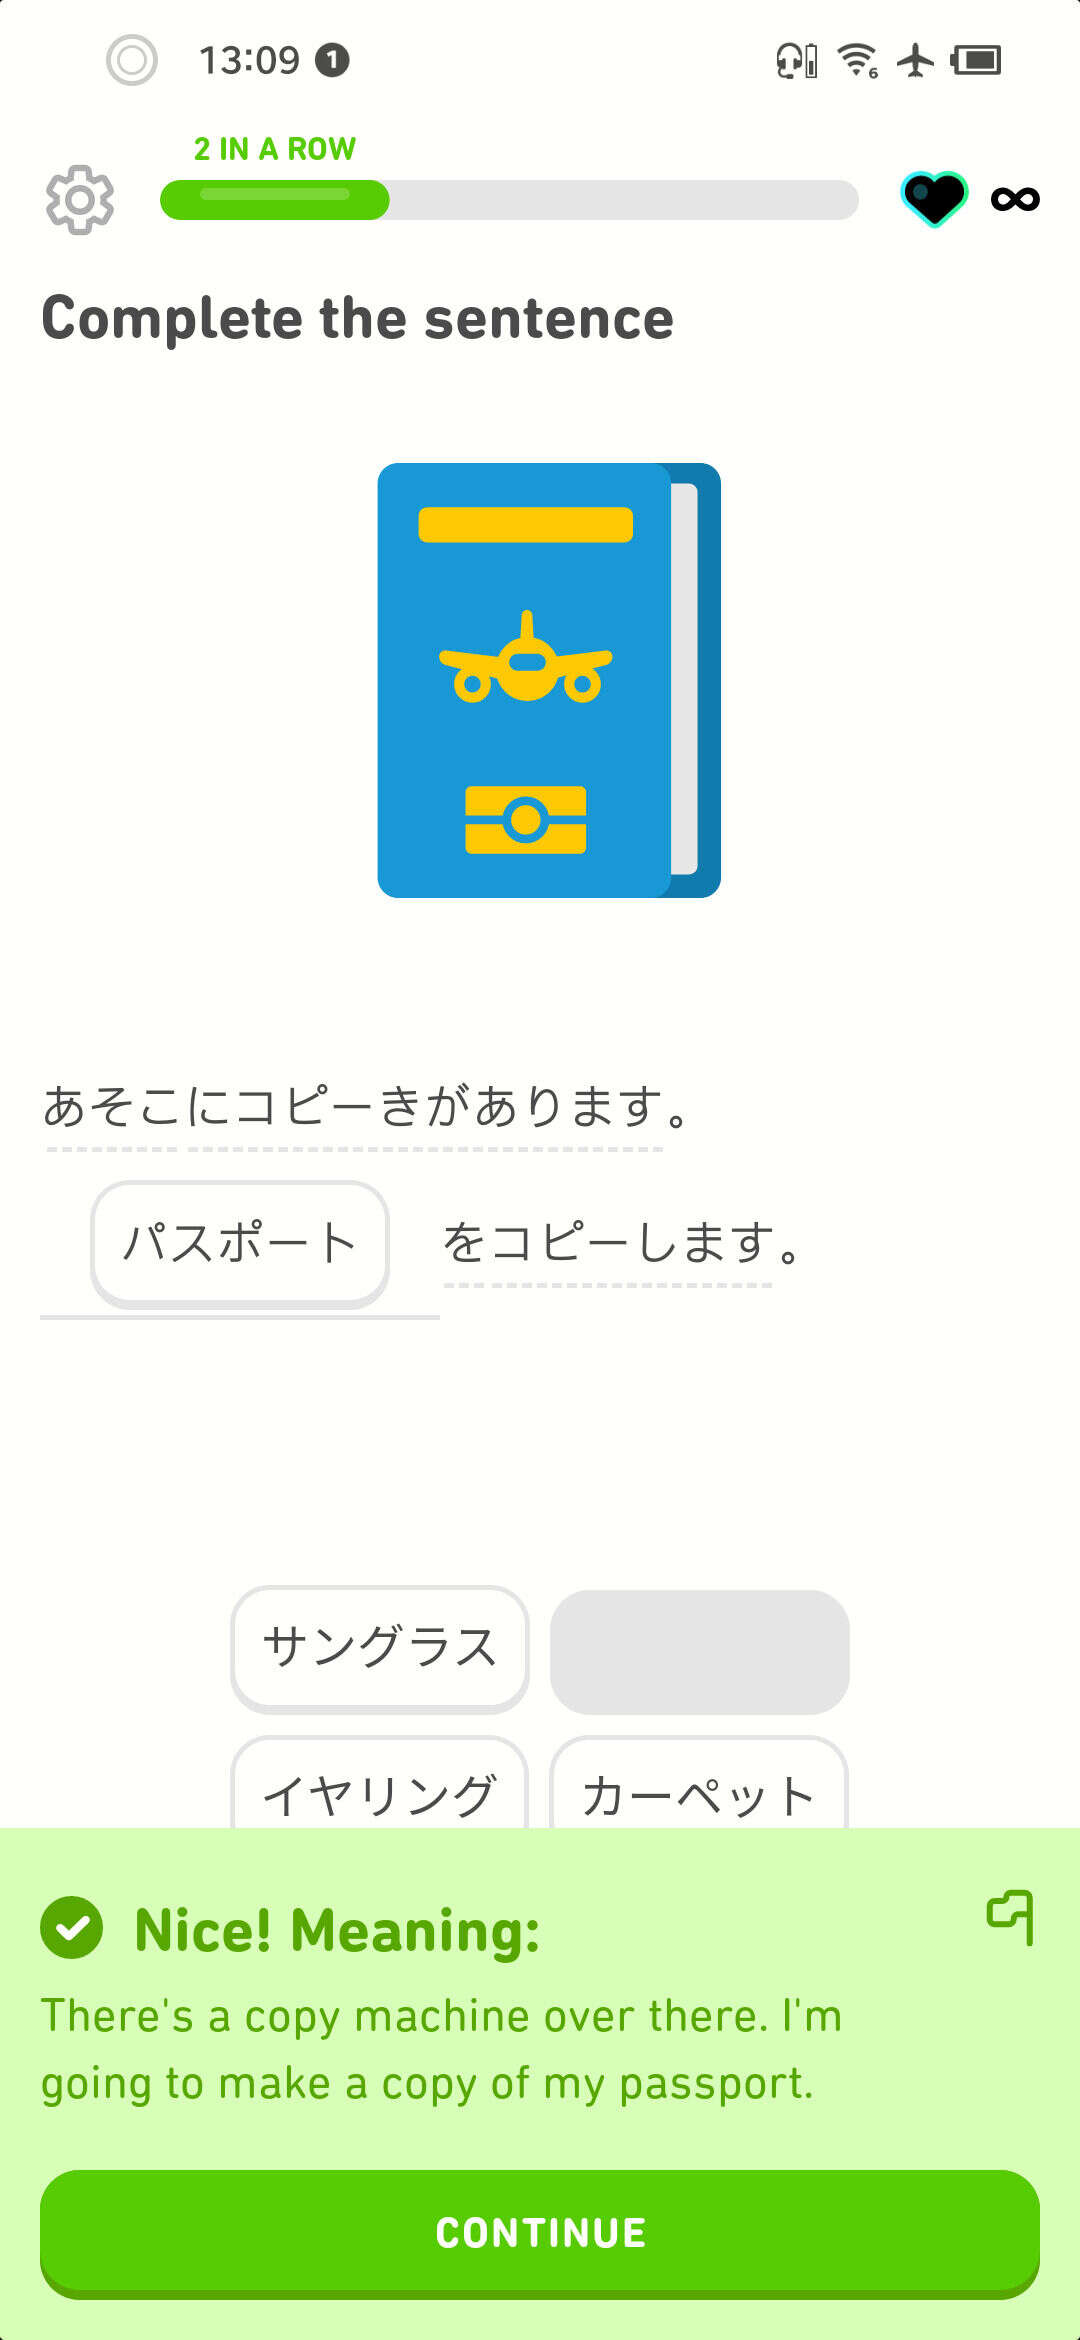 13:09 1
6
2 IN A ROW
Complete the sentence
あそこにコピーきがあります。
パスポート をコピーします。
サングラス
イヤリング カーペット
Nice! Meaning:
There's a copy machine over there. I'm
going to make a copy of my passport.
CONTINUE